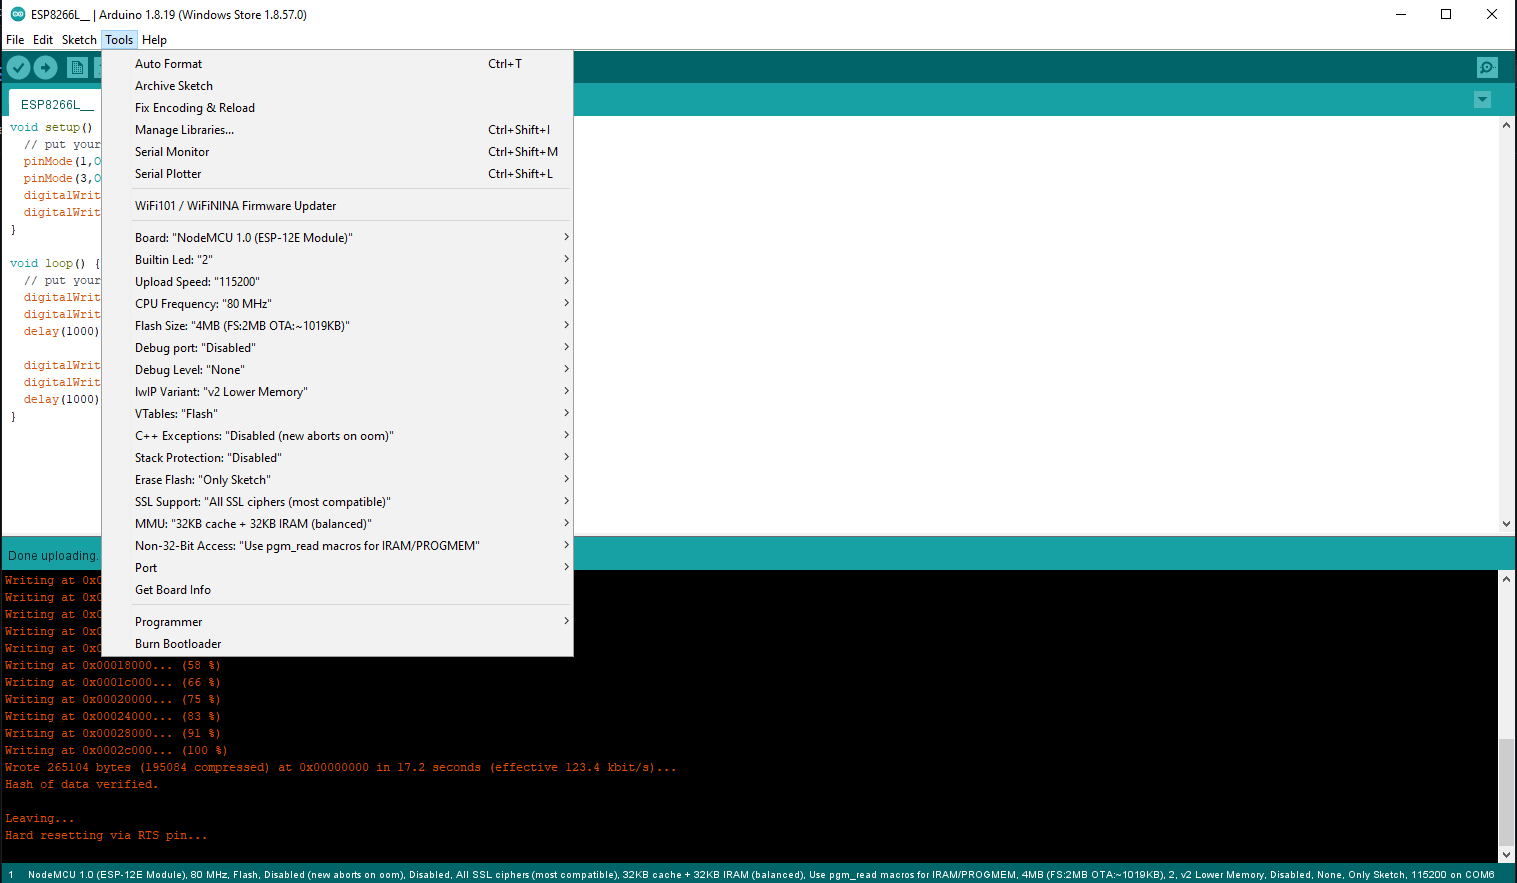 ESP8266L__ | Arduino 1.8.19 (Windows Store 1.8.57.0)
File Edit Sketch Tools Help
ESP8266L__
Auto Format Ctrl+T
Archive Sketch
Fix Encoding & Reload
Manage Libraries... Ctrl+Shift+I
Serial Monitor Ctrl+Shift+M
Serial Plotter Ctrl+Shift+L
WiFi101 / WiFiNINA Firmware Updater
Board: "NodeMCU 1.0 (ESP-12E Module)"
Builtin Led: "2"
Upload Speed: "115200"
CPU Frequency: "80 MHz"
Flash Size: "4MB (FS:2MB OTA:~1019KB)"
Debug port: "Disabled"
Debug Level: "None"
lwIP Variant: "v2 Lower Memory"
VTables: "Flash"
C++ Exceptions: "Disabled (new aborts on oom)"
Stack Protection: "Disabled"
Erase Flash: "Only Sketch"
SSL Support: "All SSL ciphers (most compatible)"
MMU: "32KB cache + 32KB IRAM (balanced)"
Non-32-Bit Access: "Use pgm_read macros for IRAM/PROGMEM"
Port
Get Board Info
Programmer
Burn Bootloader
void setup()
// put your
pinMode(1,O
pinMode(3,O
digitalWrit
digitalWrit
}
void loop() {
// put your
digitalWrit
digitalWrit
delay(1000)
digitalWrit
digitalWrit
delay(1000)
}
Done uploading.
Writing at 0x0
Writing at 0x0
Writing at 0x0
Writing at 0x0
Writing at 0x0
Writing at 0x00018000... (58 %)
Writing at 0x0001c000... (66 %)
Writing at 0x00020000... (75 %)
Writing at 0x00024000... (83 %)
Writing at 0x00028000... (91 %)
Writing at 0x0002c000... (100 %)
Wrote 265104 bytes (195084 compressed) at 0x00000000 in 17.2 seconds (effective 123.4 kbit/s)...
Hash of data verified.
Leaving...
Hard resetting via RTS pin...
1 NodeMCU 1.0 (ESP-12E Module), 80 MHz, Flash, Disabled (new aborts on oom), Disabled, All SSL ciphers (most compatible), 32KB cache + 32KB IRAM (balanced), Use pgm_read macros for IRAM/PROGMEM, 4MB (FS:2MB OTA:~1019KB), 2, v2 Lower Memory, Disabled, None, Only Sketch, 115200 on COM6